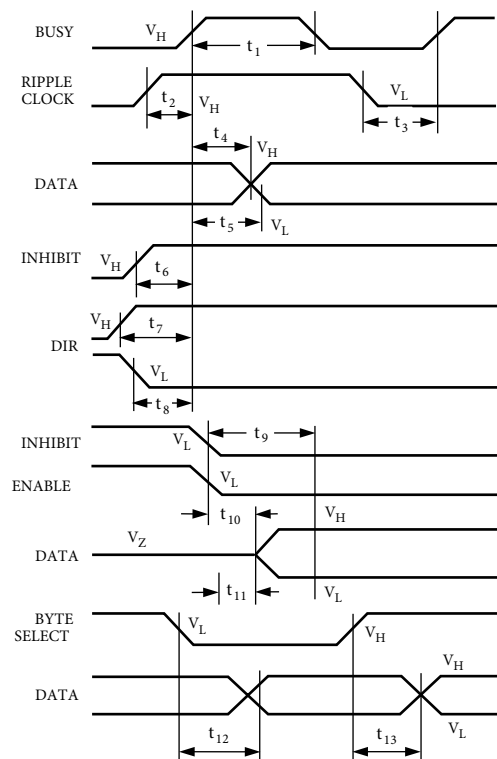 BUSY V_H t_1
RIPPLE
CLOCK t_2 V_H V_L t_3
t_4 V_H
DATA
t_5 V_L
INHIBIT V_H t_6
V_H t_7
DIR
V_L
t_8
INHIBIT V_L t_9
ENABLE V_L
t_10 V_H
DATA V_Z
t_11 V_L
BYTE
SELECT V_L V_H
V_H
DATA
V_L
t_12 t_13